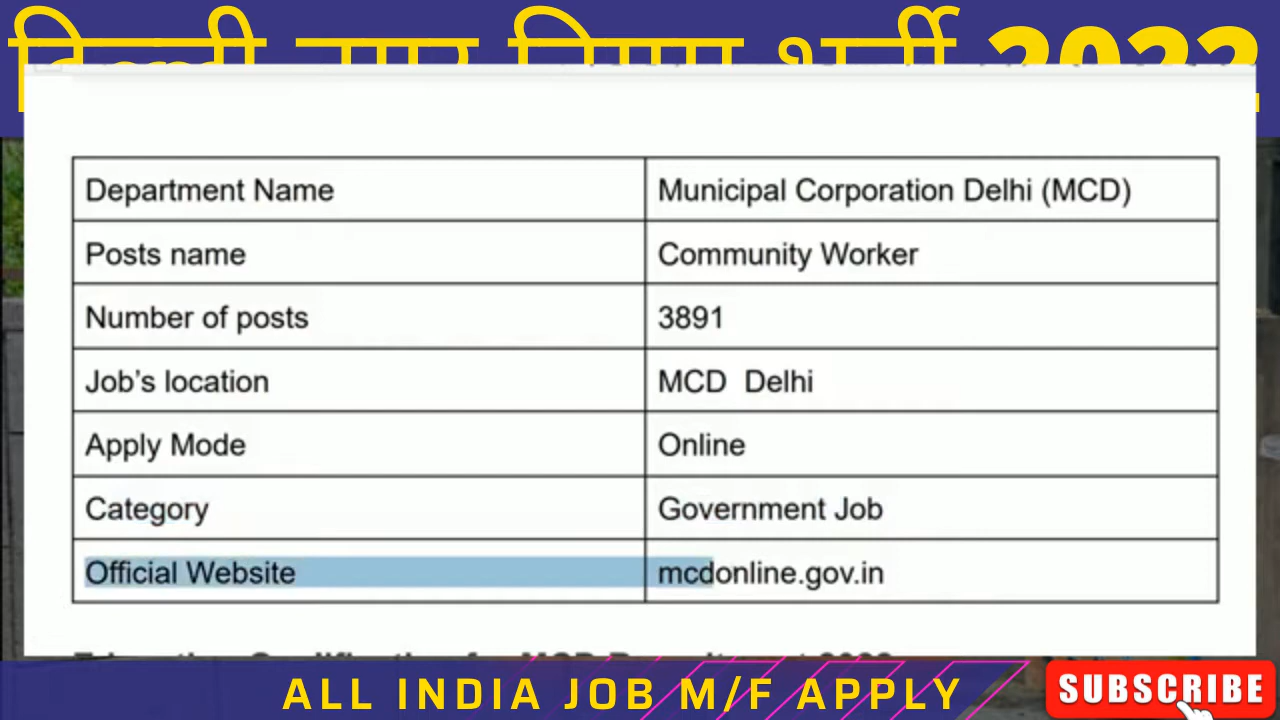 Department Name Municipal Corporation Delhi (MCD)
Posts name Community Worker
Number of posts 3891
Job's location MCD Delhi
Apply Mode Online
Category Government Job
Official Website mcdonline.gov.in
ALL INDIA JOB M/F APPLY
SUBSCRIBE